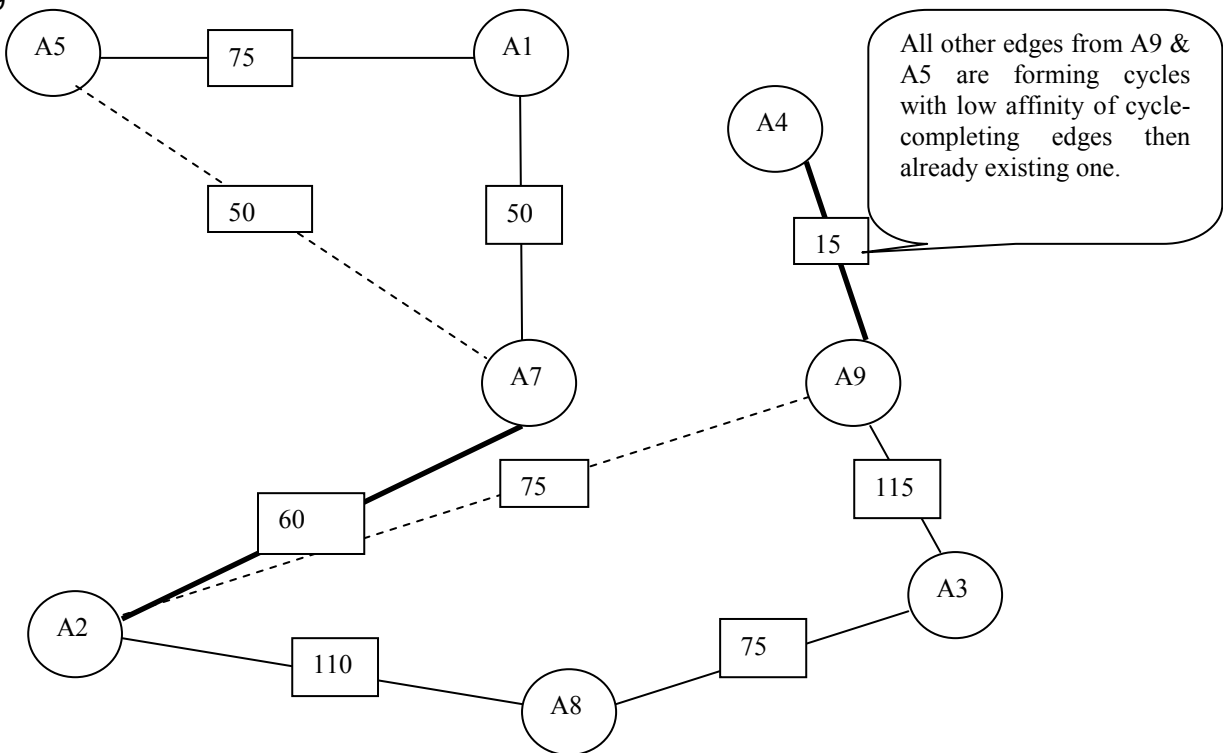 A5
75
A1
All other edges from A9 &
A5 are forming cycles
with low affinity of cycle-
completing edges then
already existing one.
A4
50
50
15
A7
A9
75
115
60
A3
A2
75
110
A8